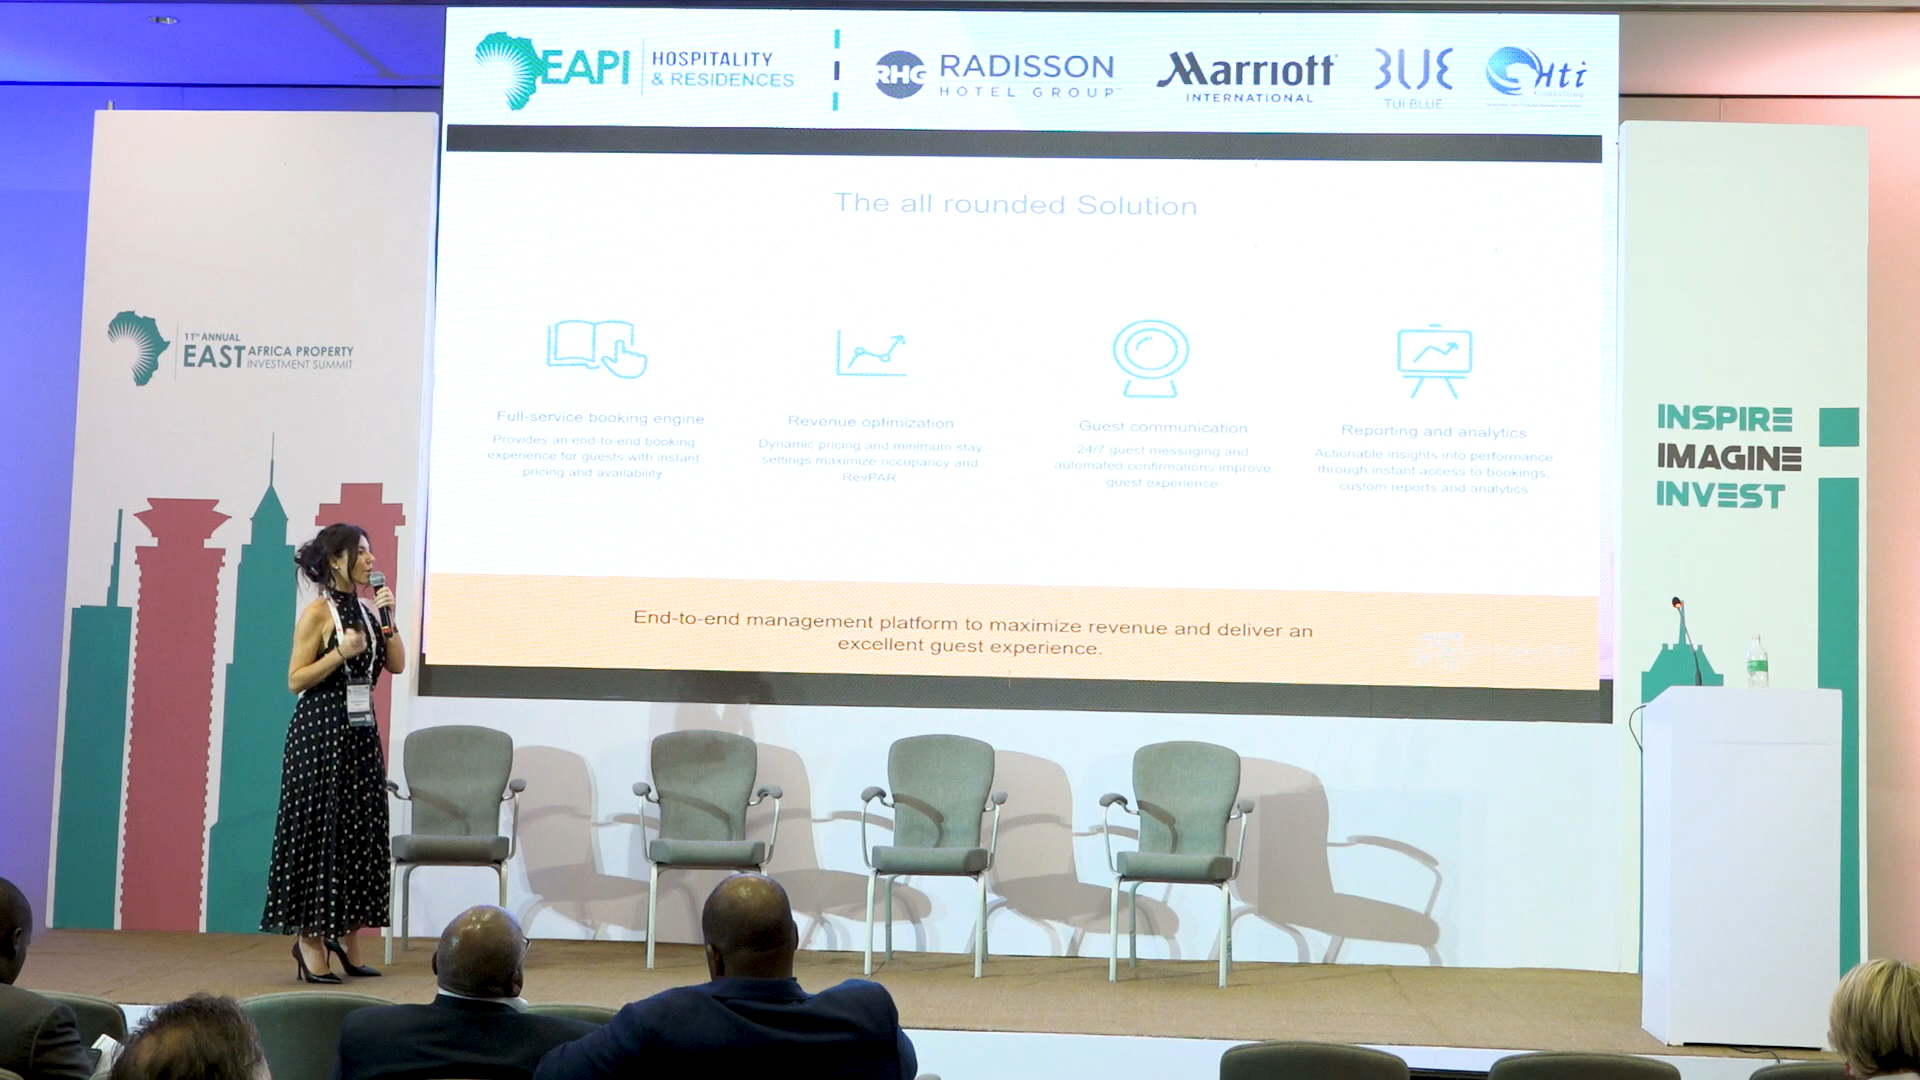 EAPI
HOSPITALITY
& RESIDENCES
RHG
RADISSON
HOTEL GROUP
Marriott
INTERNATIONAL
BLUE
TUI BLUE
Hti
The all rounded Solution
Full-service booking engine
Provides an end-to-end booking
experience for guests with instant
pricing and availability
Revenue optimization
Dynamic pricing and minimum stay
settings maximize occupancy and
RevPAR
Guest communication
24/7 guest messaging and
automated confirmations improve
guest experience
Reporting and analytics
Actionable insights into performance
through instant access to bookings,
custom reports and analytics
End-to-end management platform to maximize revenue and deliver an
excellent guest experience.
11TH ANNUAL
EAST AFRICA PROPERTY
INVESTMENT SUMMIT
INSPIRE
IMAGINE
INVEST